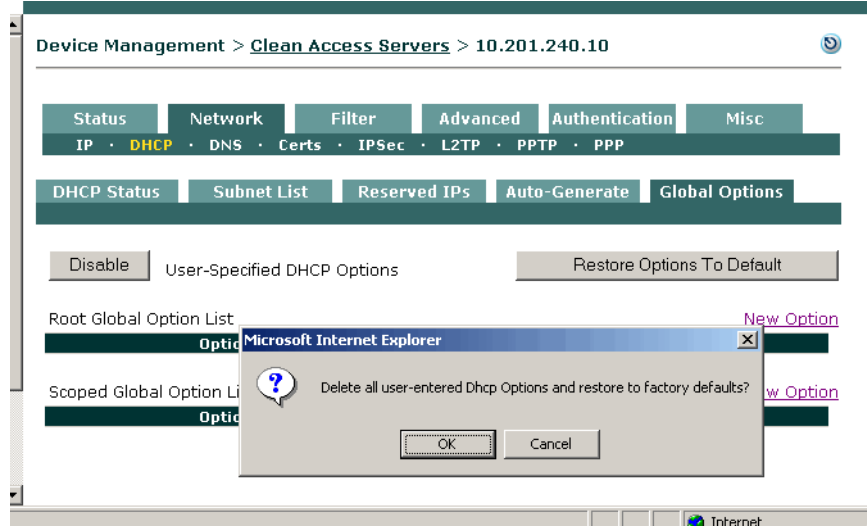 Device Management > Clean Access Servers > 10.201.240.10
Status Network Filter Advanced Authentication Misc
IP · DHCP · DNS · Certs · IPSec · L2TP · PPTP · PPP
DHCP Status Subnet List Reserved IPs Auto-Generate Global Options
Disable User-Specified DHCP Options Restore Options To Default
Root Global Option List New Option
Microsoft Internet Explorer
Delete all user-entered Dhcp Options and restore to factory defaults?
OK Cancel
Scoped Global Option Option
Internet